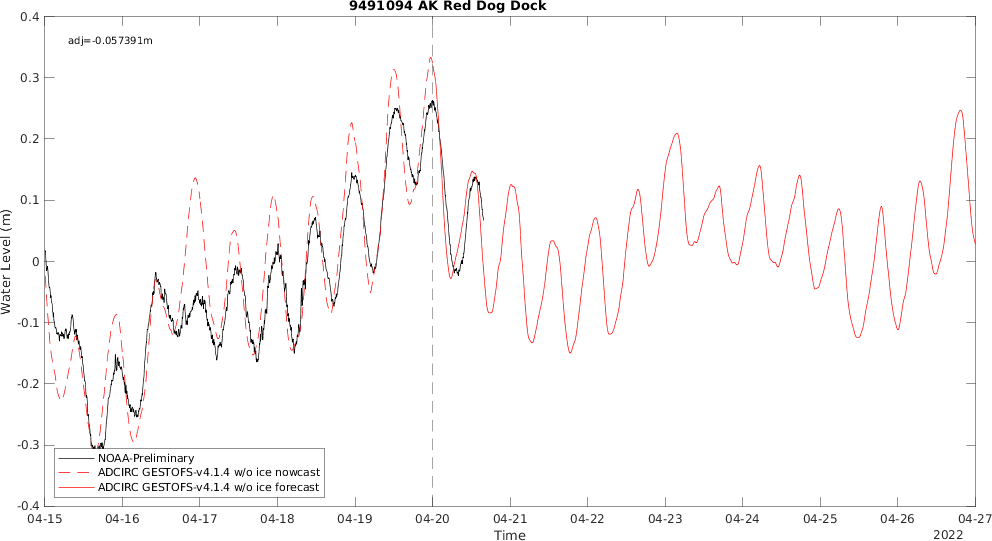 9491094 AK Red Dog Dock
adj=-0.057391m
0.4
0.3
0.2
0.1
0
-0.1
-0.2
-0.3
-0.4
Water Level (m)
NOAA-Preliminary
ADCIRC GESTOFS-v4.1.4 w/o ice nowcast
ADCIRC GESTOFS-v4.1.4 w/o ice forecast
04-15 04-16 04-17 04-18 04-19 04-20 04-21 04-22 04-23 04-24 04-25 04-26 04-27
Time
2022